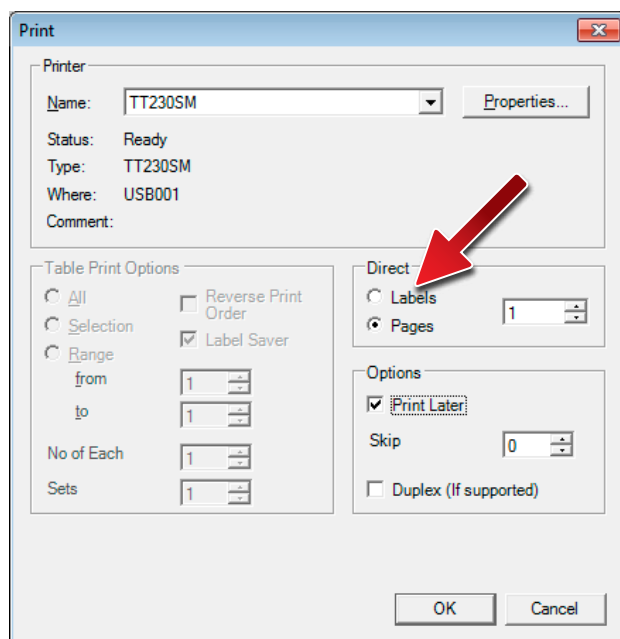 Print
Printer
Name: TT230SM Properties...
Status: Ready
Type: TT230SM
Where: USB001
Comment:
Table Print Options
All
Reverse Print
Order
Selection
Label Saver
Range
from 1
to 1
No of Each 1
Sets 1
Direct
Labels
1
Pages
Options
Print Later
Skip 0
Duplex (If supported)
OK Cancel